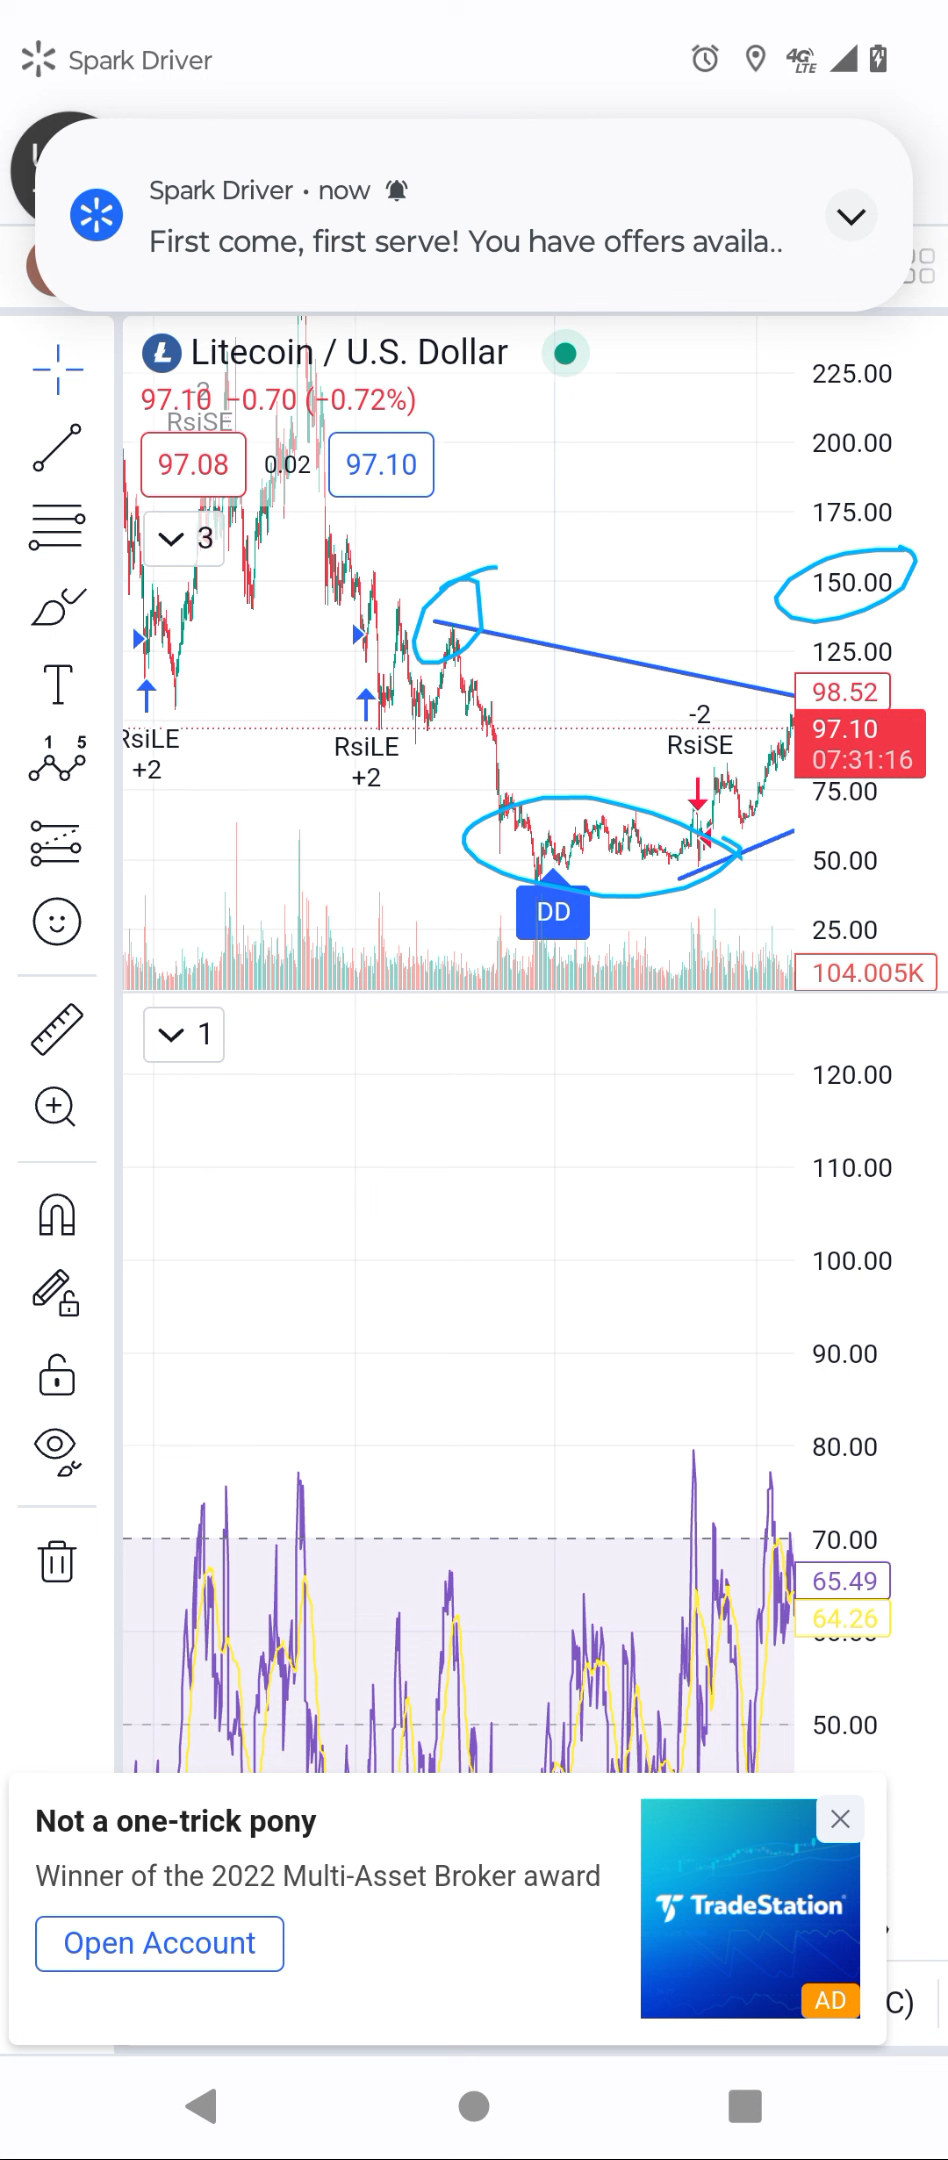 Spark Driver
4G LTE
Spark Driver • now
First come, first serve! You have offers availa..
Litecoin / U.S. Dollar
97.10 −0.70 (−0.72%)
-2
RsiSE
97.08 0.02 97.10
3
225.00
200.00
175.00
150.00
125.00
98.52
97.10
07:31:16
75.00
50.00
25.00
104.005K
RsiLE
+2
RsiLE
+2
-2
RsiSE
DD
T
1 5
1
120.00
110.00
100.00
90.00
80.00
70.00
65.49
64.26
60.00
50.00
Not a one-trick pony
Winner of the 2022 Multi-Asset Broker award
Open Account
TradeStation
AD
C)